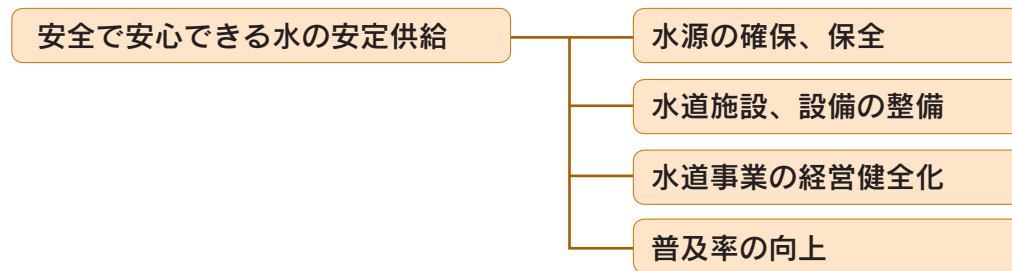 安全で安心できる水の安定供給
水源の確保、保全
水道施設、設備の整備
水道事業の経営健全化
普及率の向上